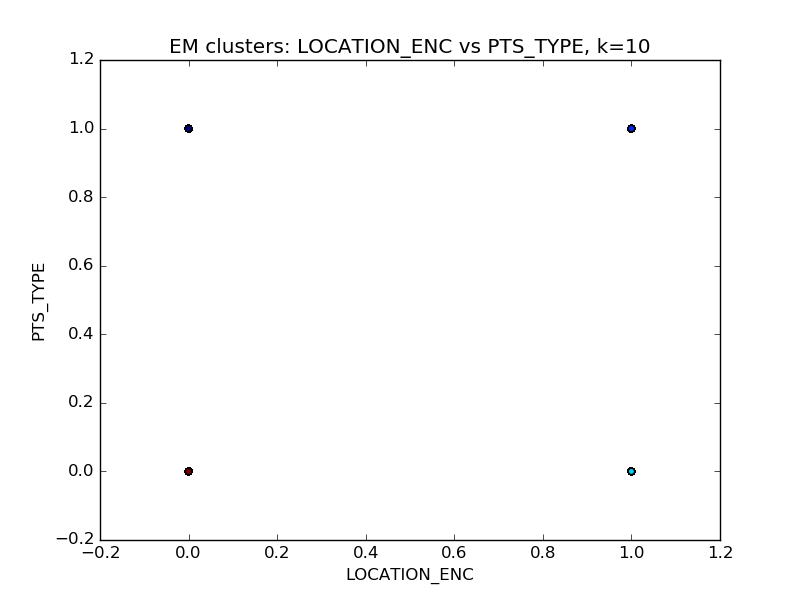 EM clusters: LOCATION_ENC vs PTS_TYPE, k=10
1.2
1.0
0.8
0.6
0.4
0.2
0.0
−0.2
PTS_TYPE
−0.2 0.0 0.2 0.4 0.6 0.8 1.0 1.2
LOCATION_ENC